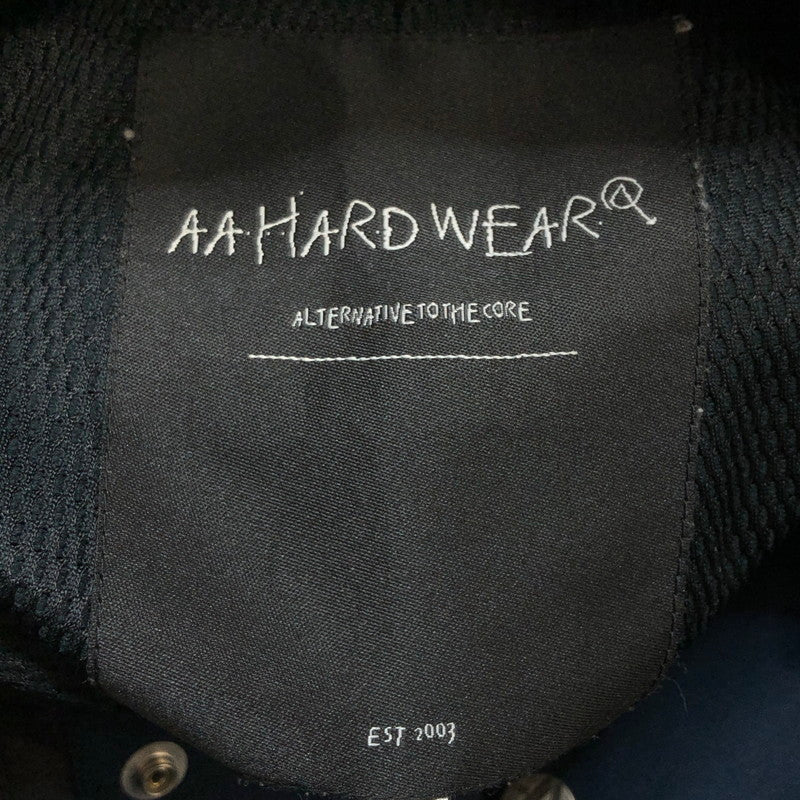 AA·HARD WEAR.Ⓐ
ALTERNATIVE TO THE CORE
EST 2003